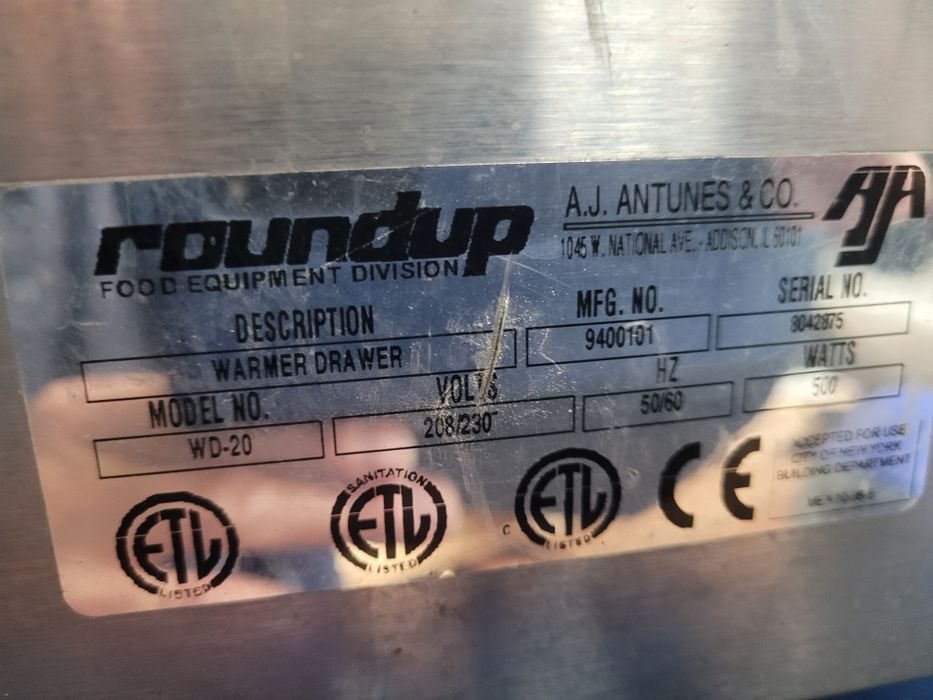 roundup
FOOD EQUIPMENT DIVISION
A.J. ANTUNES & CO.
1045 W. NATIONAL AVE. - ADDISON, IL 60101
AJA
DESCRIPTION
WARMER DRAWER
MFG. NO.
9400101
SERIAL NO.
MODEL NO.
WD-20
VOLTS
208/230
HZ
50/60
WATTS
500
ETL
LISTED
SANITATION
ETL
LISTED
C
ETL
LISTED
CE
ACCEPTED FOR USE
CITY OF NEW YORK
BUILDING DEPARTMENT